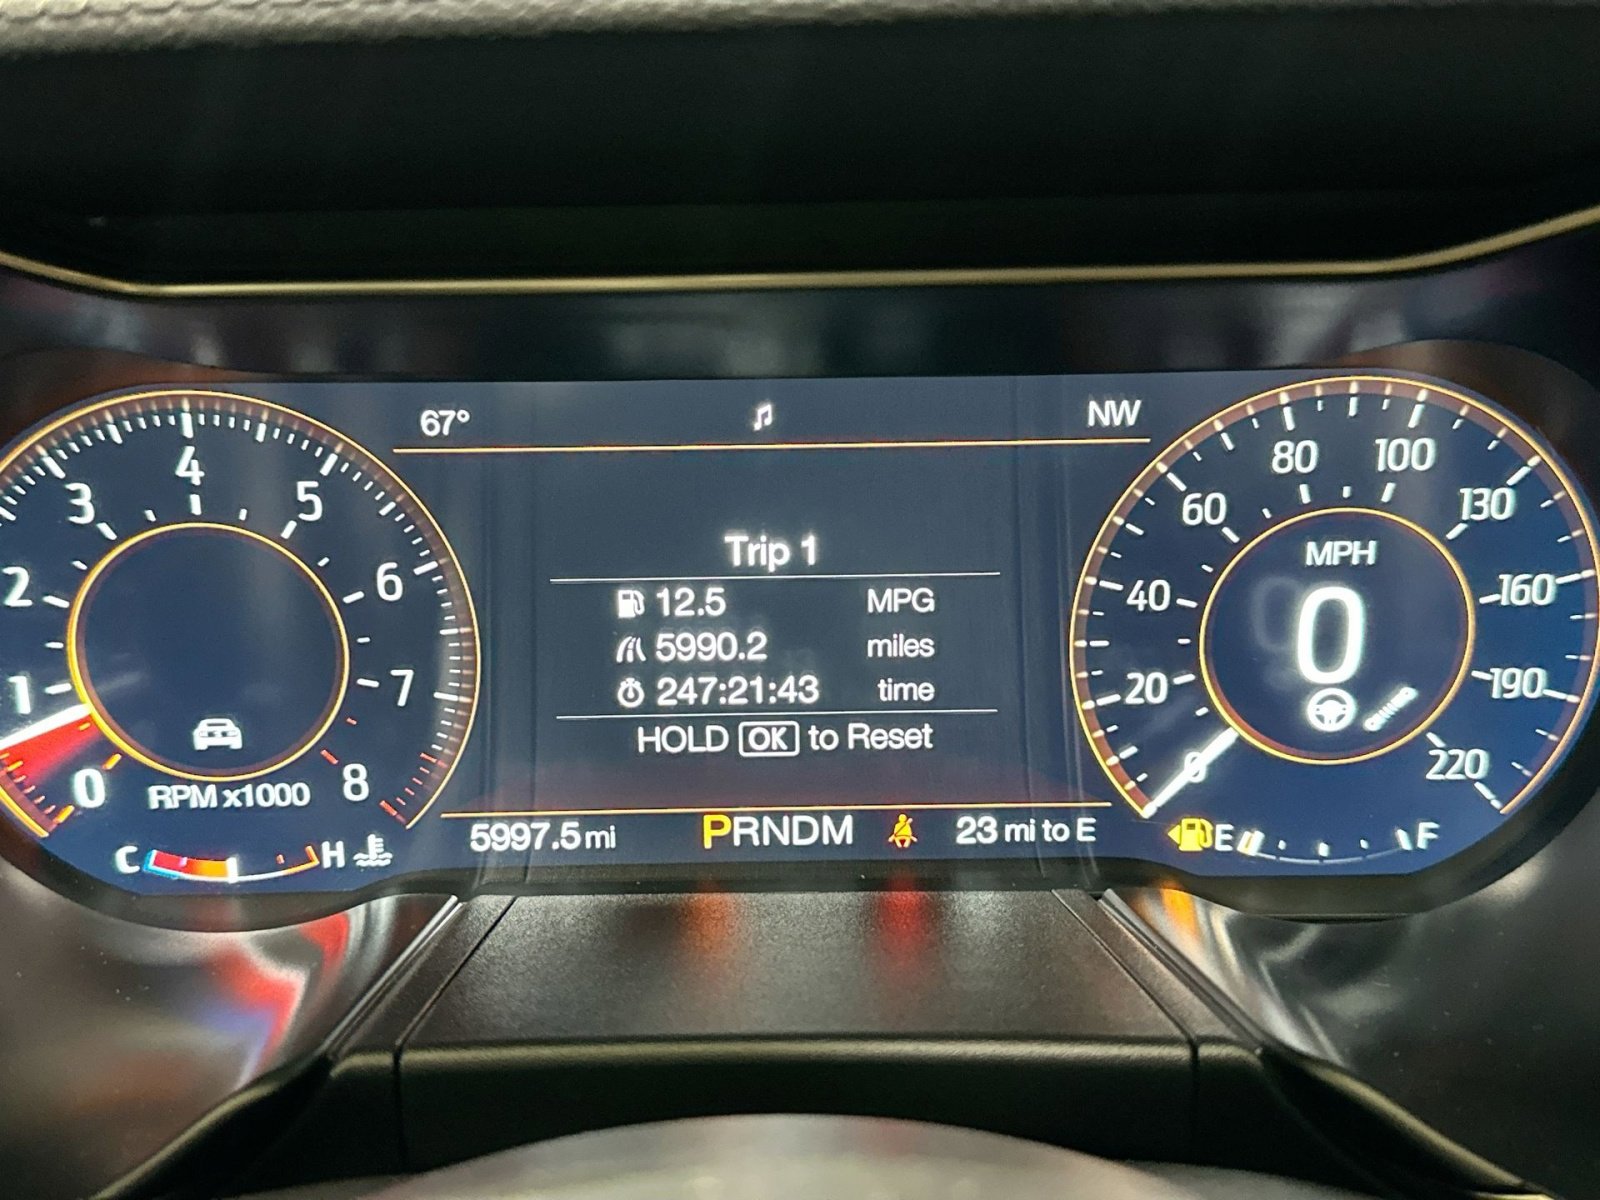 67° NW
Trip 1
12.5 MPG
5990.2 miles
247:21:43 time
HOLD OK to Reset
5997.5 mi PRNDM 23 mi to E
0 1 2 3 4 5 6 7 8
RPM x1000
C H
0 20 40 60 80 100 130 160 190 220
MPH
0
E F